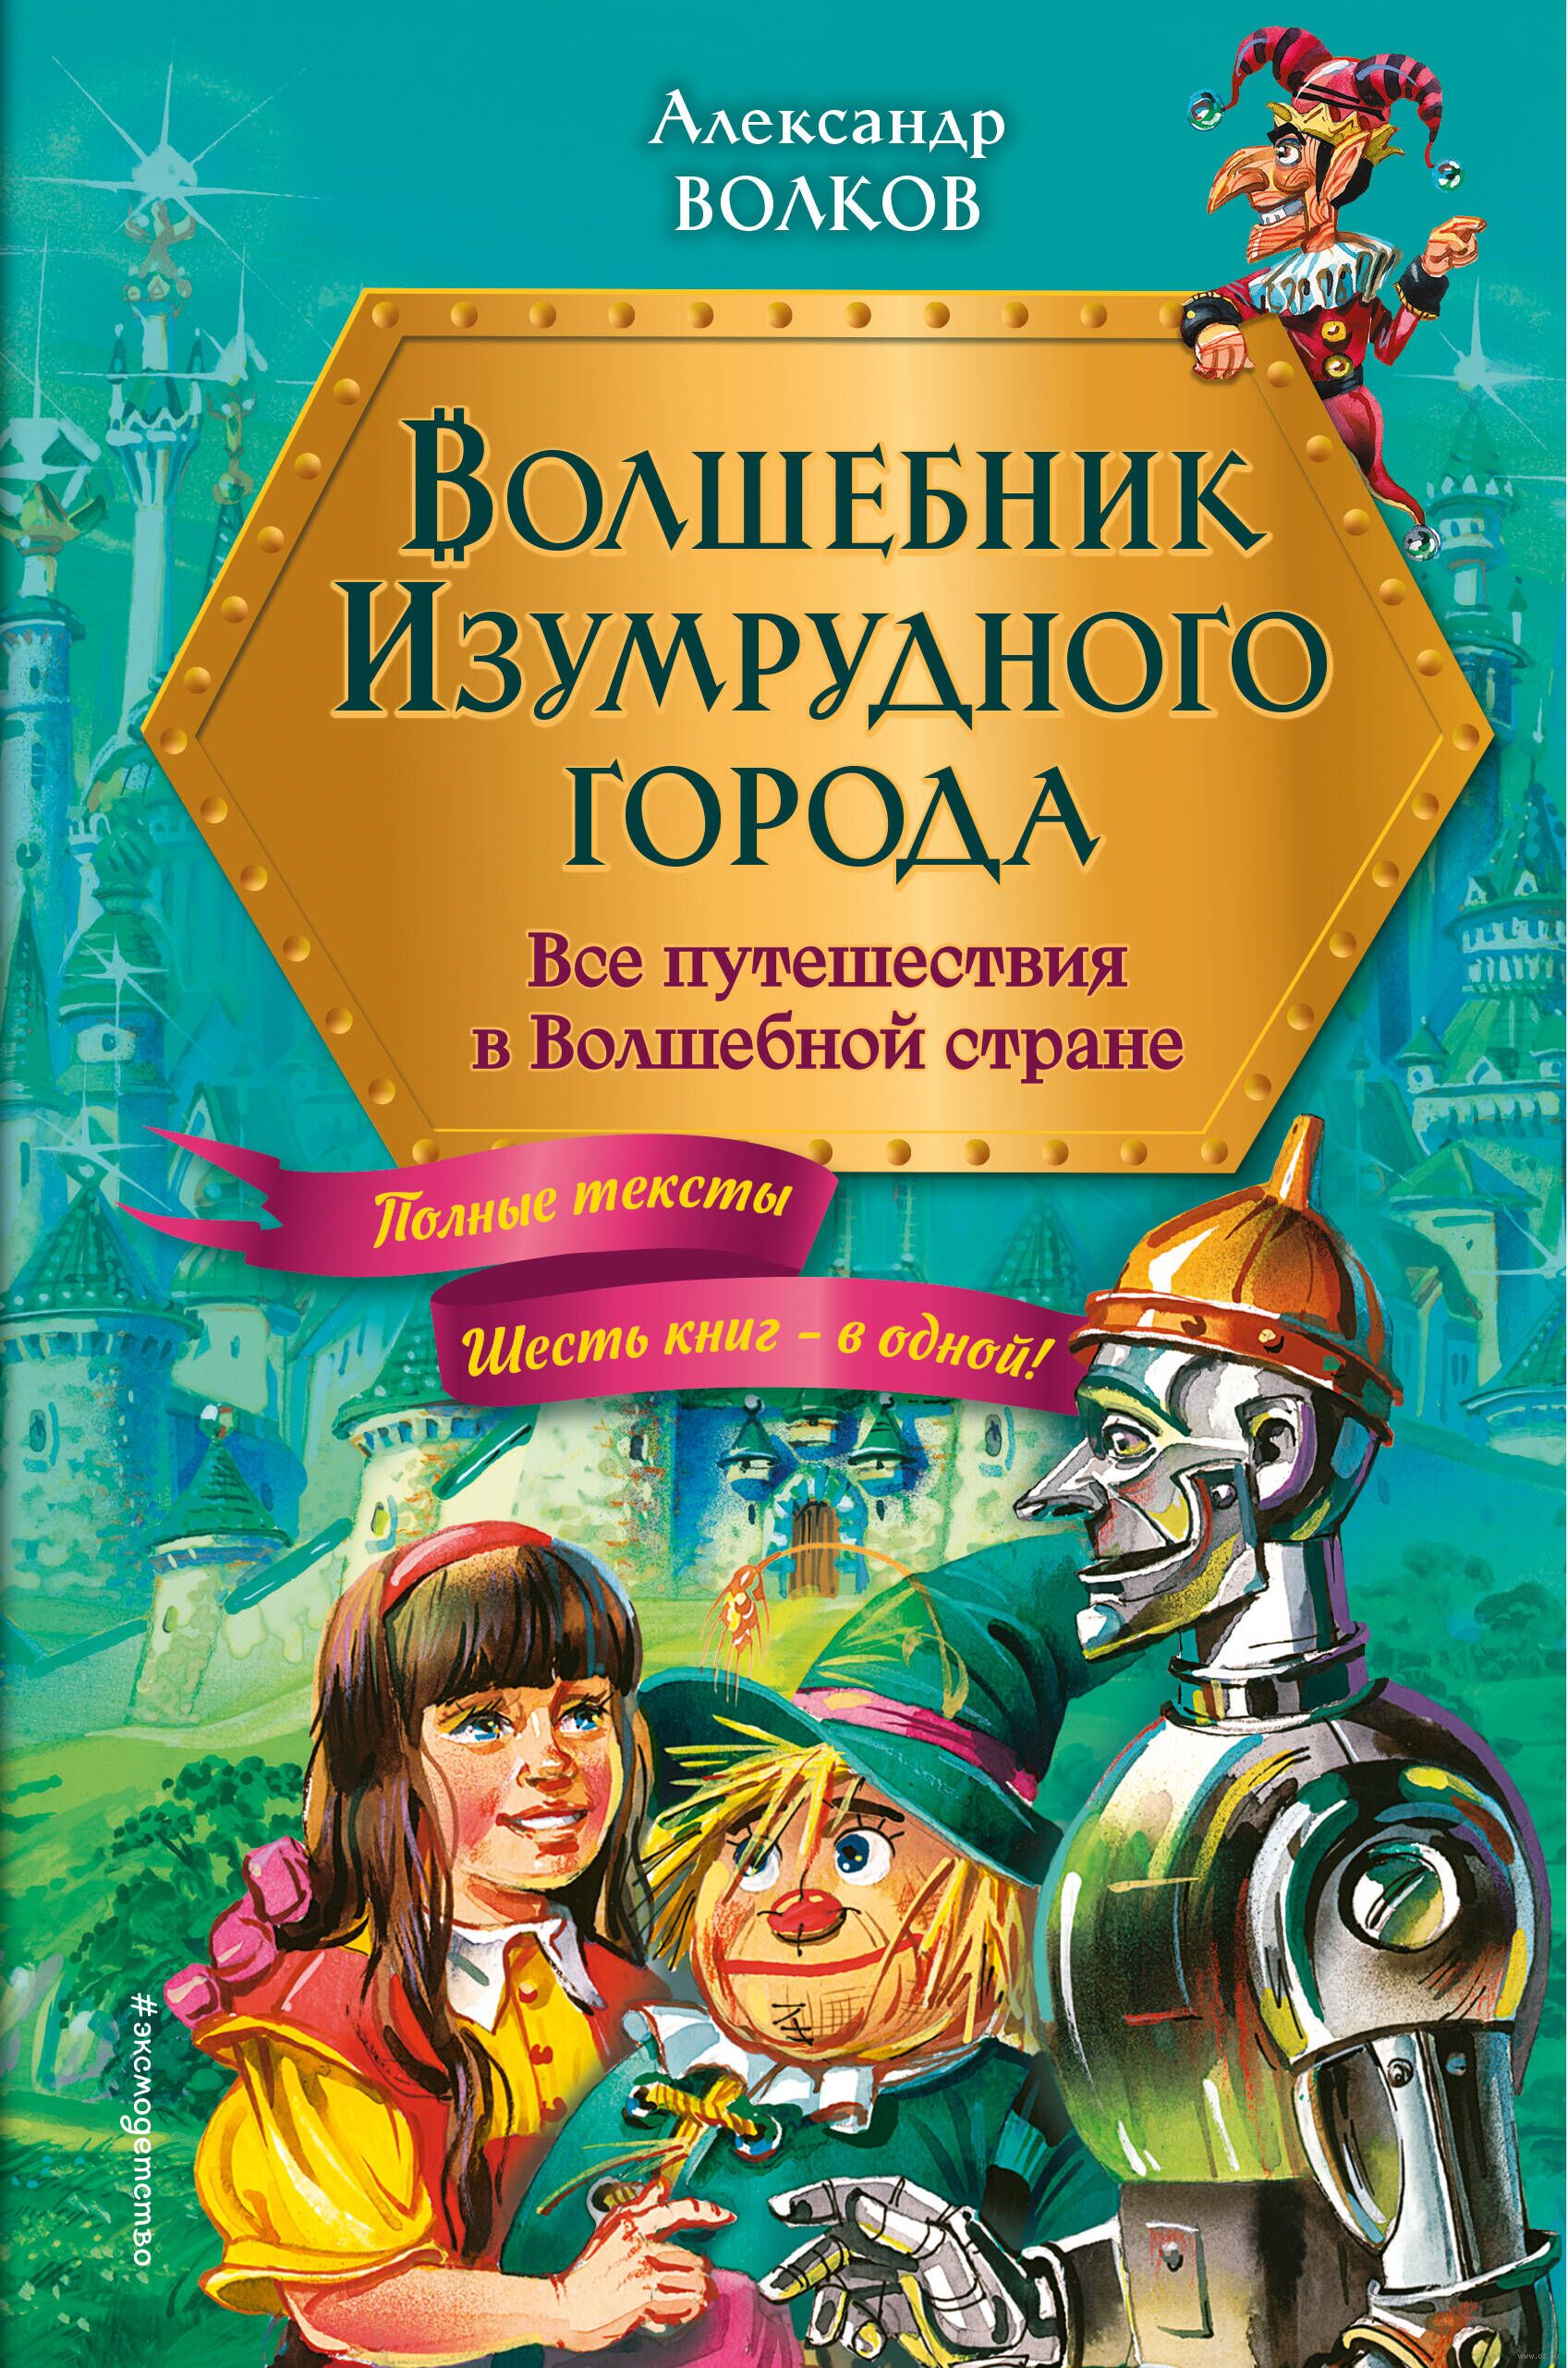 Александр
ВОЛКОВ
Волшебник
Изумрудного
города
Все путешествия
в Волшебной стране
Полные тексты
Шесть книг – в одной!
#эксмодетство